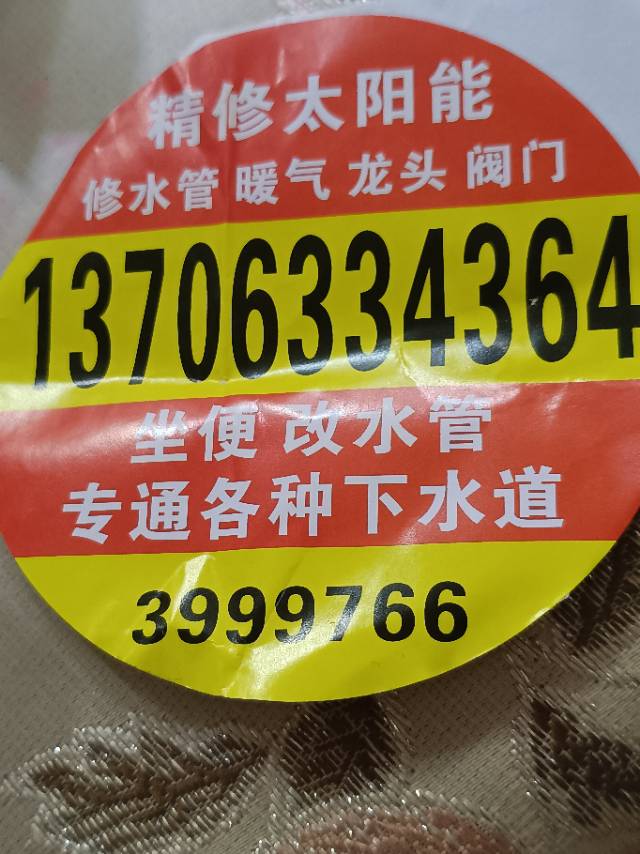 精修太阳能
修水管 暖气 龙头 阀门
13706334364
坐便 改水管
专通各种下水道
3999766